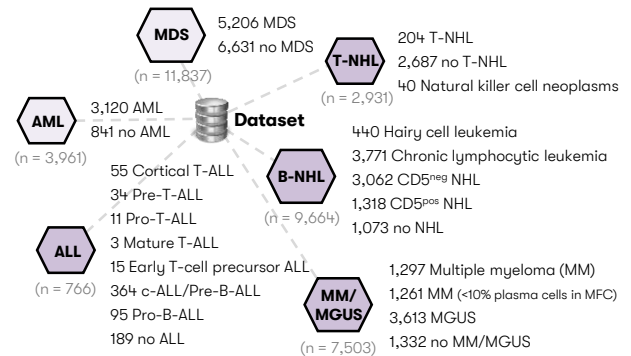 MDS
5,206 MDS
6,631 no MDS
(n = 11,837)
T-NHL
204 T-NHL
2,687 no T-NHL
40 Natural killer cell neoplasms
(n = 2,931)
AML
3,120 AML
841 no AML
(n = 3,961)
Dataset
B-NHL
440 Hairy cell leukemia
3,771 Chronic lymphocytic leukemia
3,062 CD5ⁿᵉᵍ NHL
1,318 CD5ᵖᵒˢ NHL
1,073 no NHL
(n = 9,664)
ALL
55 Cortical T-ALL
34 Pre-T-ALL
11 Pro-T-ALL
3 Mature T-ALL
15 Early T-cell precursor ALL
364 c-ALL/Pre-B-ALL
95 Pro-B-ALL
189 no ALL
(n = 766)
MM/
MGUS
1,297 Multiple myeloma (MM)
1,261 MM (<10% plasma cells in MFC)
3,613 MGUS
1,332 no MM/MGUS
(n = 7,503)